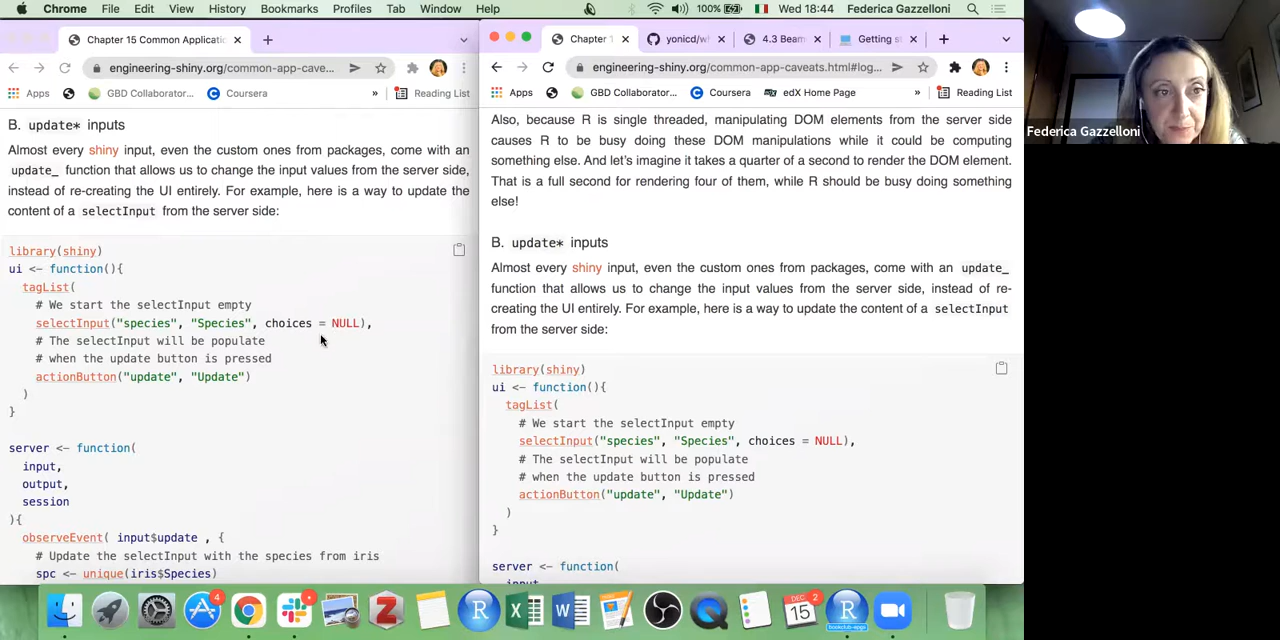 Chrome File Edit View History Bookmarks Profiles Tab Window Help 100% Wed 18:44 Federica Gazzelloni
Chapter 15 Common Applicatio
engineering-shiny.org/common-app-cave...
Apps GBD Collaborator... Coursera » Reading List
B. update* inputs
Almost every shiny input, even the custom ones from packages, come with an
update_ function that allows us to change the input values from the server side,
instead of re-creating the UI entirely. For example, here is a way to update the
content of a selectInput from the server side:
library(shiny)
ui <- function(){
tagList(
# We start the selectInput empty
selectInput("species", "Species", choices = NULL),
# The selectInput will be populate
# when the update button is pressed
actionButton("update", "Update")
)
}
server <- function(
input,
output,
session
){
observeEvent( input$update , {
# Update the selectInput with the species from iris
spc <- unique(iris$Species)
Chapter 1 yonicd/w 4.3 Beam Getting s
engineering-shiny.org/common-app-caveats.html#log...
Apps GBD Collaborator... Coursera edX Home Page » Reading List
Also, because R is single threaded, manipulating DOM elements from the server side
causes R to be busy doing these DOM manipulations while it could be computing
something else. And let's imagine it takes a quarter of a second to render the DOM element.
That is a full second for rendering four of them, while R should be busy doing something
else!
B. update* inputs
Almost every shiny input, even the custom ones from packages, come with an update_
function that allows us to change the input values from the server side, instead of re-
creating the UI entirely. For example, here is a way to update the content of a selectInput
from the server side:
library(shiny)
ui <- function(){
tagList(
# We start the selectInput empty
selectInput("species", "Species", choices = NULL),
# The selectInput will be populate
# when the update button is pressed
actionButton("update", "Update")
)
}
server <- function(
Federica Gazzelloni
4
DEC
15
2